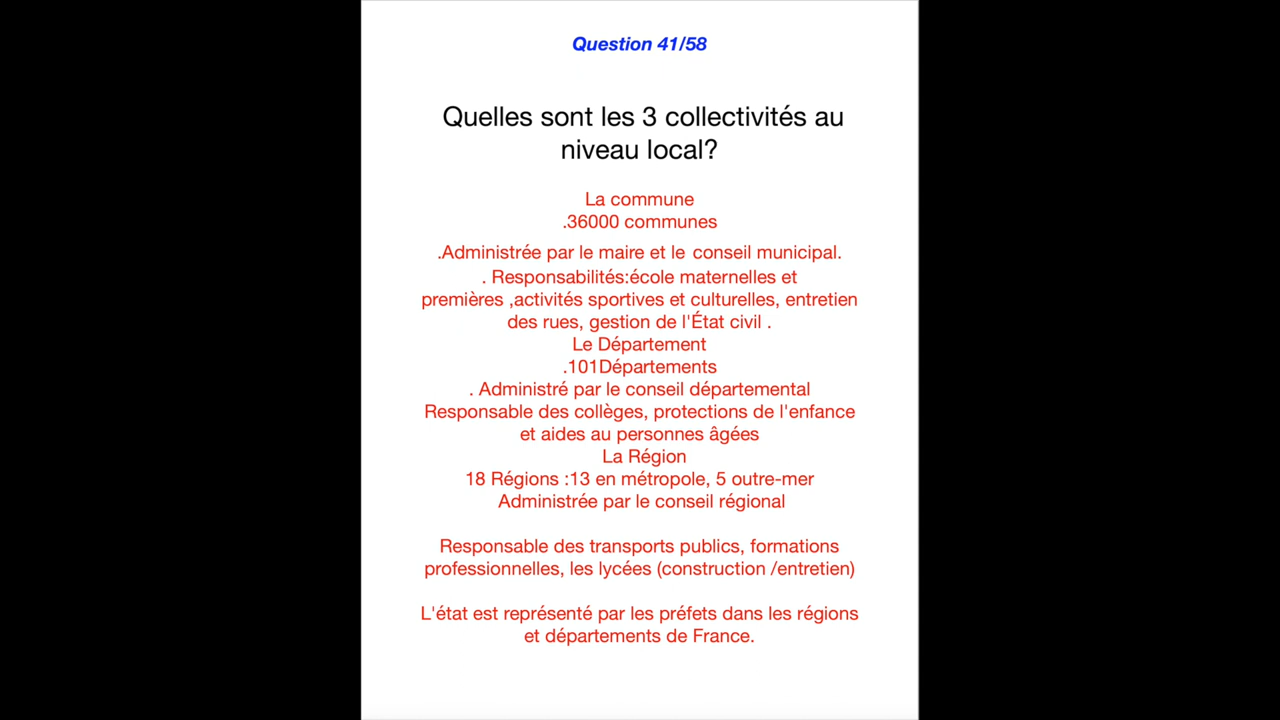 Question 41/58
Quelles sont les 3 collectivités au
niveau local?
La commune
.36000 communes
.Administrée par le maire et le conseil municipal.
. Responsabilités:école maternelles et
premières ,activités sportives et culturelles, entretien
des rues, gestion de l'État civil .
Le Département
.101Départements
. Administré par le conseil départemental
Responsable des collèges, protections de l'enfance
et aides au personnes âgées
La Région
18 Régions :13 en métropole, 5 outre-mer
Administrée par le conseil régional
Responsable des transports publics, formations
professionnelles, les lycées (construction /entretien)
L'état est représenté par les préfets dans les régions
et départements de France.